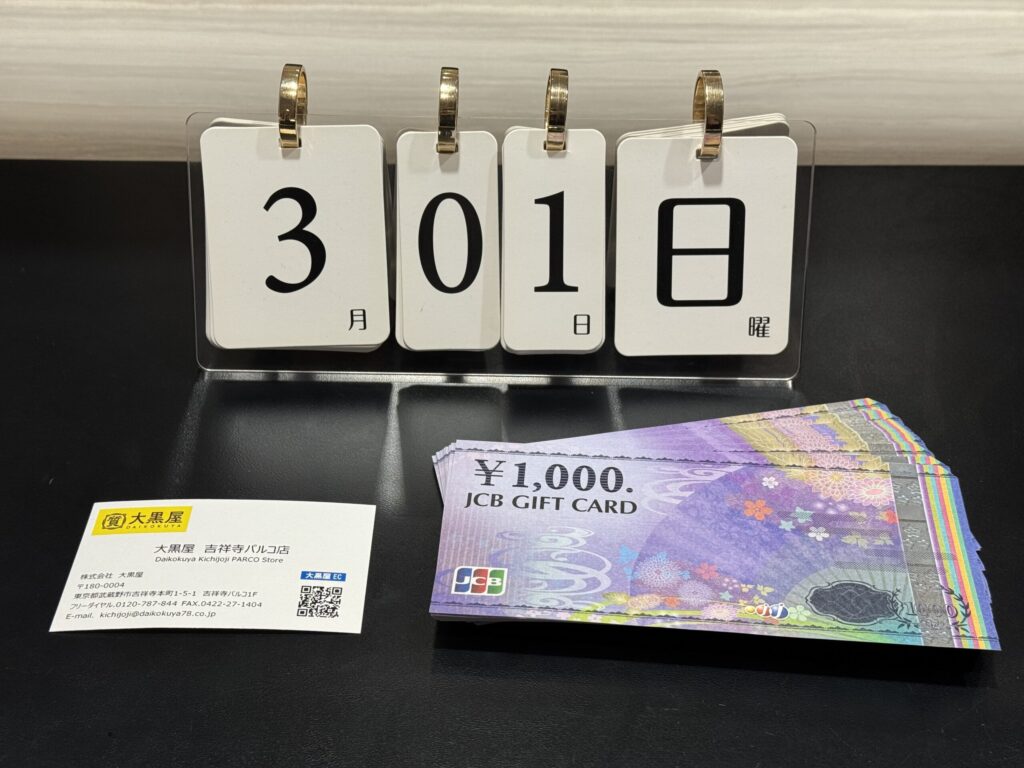 3
月
0
1
日
日
曜
質 大黒屋
DAIKOKUYA
大黒屋 吉祥寺パルコ店
Daikokuya Kichijoji PARCO Store
株式会社 大黒屋
〒180-0004
東京都武蔵野市吉祥寺本町1-5-1 吉祥寺パルコ1F
フリーダイヤル.0120-787-844 FAX.0422-27-1404
E-mail. kichijoji@daikokuya78.co.jp
大黒屋 EC
¥1,000.
JCB GIFT CARD
JCB
1000